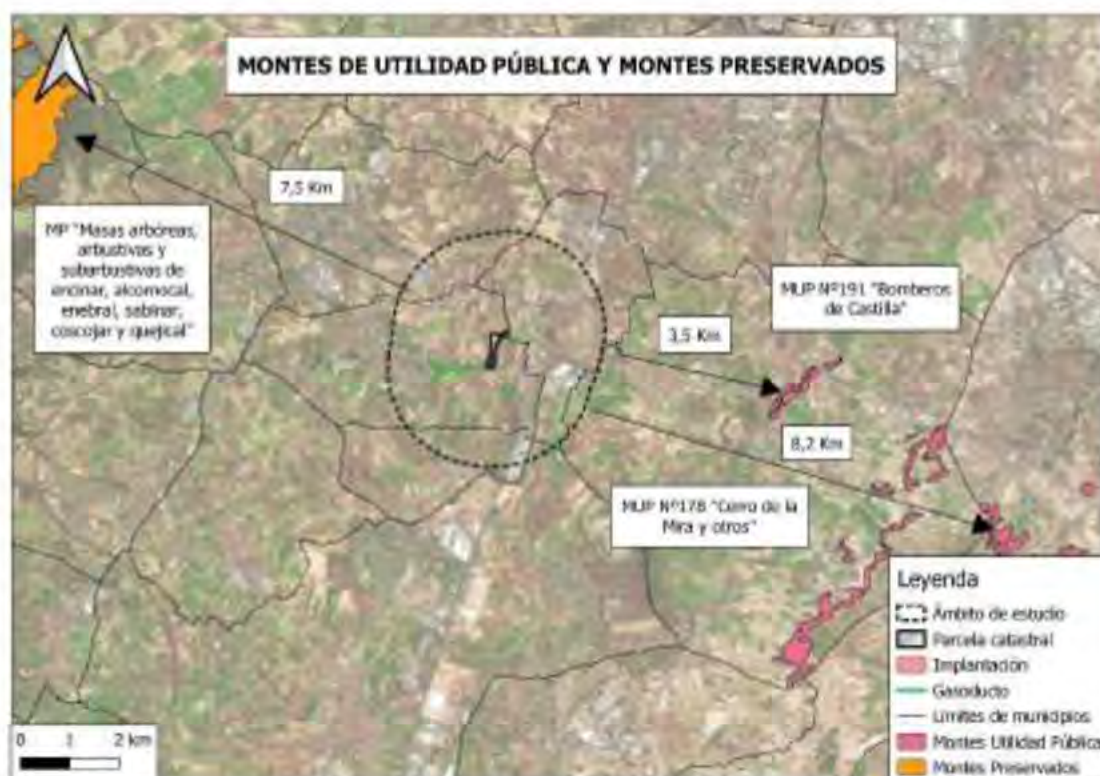 MONTES DE UTILIDAD PÚBLICA Y MONTES PRESERVADOS
7,5 Km
MP "Masas arbóreas,
arbustivas y
subarbustivas de
encinar, alcornocal,
enebral, sabinar,
coscojar y quejical"
MUP Nº191 "Bomberos
de Castilla"
3,5 Km
8,2 Km
MUP Nº178 "Cerro de la
Mira y otros"
Leyenda
Ámbito de estudio
Parcela catastral
Implantación
Gasoducto
Límites de municipios
Montes Utilidad Pública
Montes Preservados
0 1 2 km